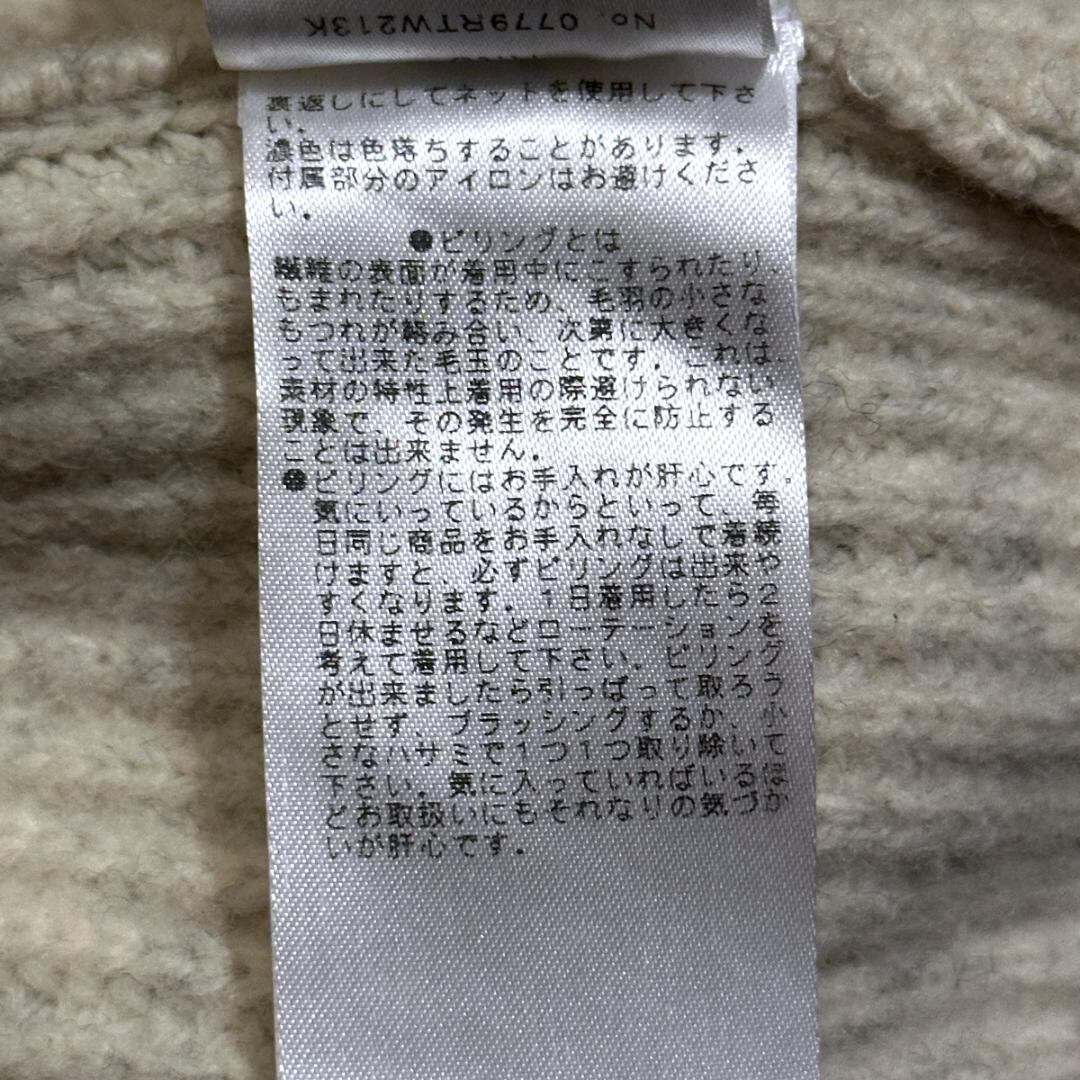 No. 0779RTW213K
裏返しにしてネットを使用して下さ
い.
濃色は色落ちすることがあります.
付属部分のアイロンはお避けくださ
い.
●ピリングとは
繊維の表面が着用中にこすられたり、
もまれたりするため、毛羽の小さな
もつれが絡み合い、次第に大きくな
って出来た毛玉のことです.これは、
素材の特性上着用の際避けられない
現象で、その発生を完全に防止する
ことは出来ません.
●ピリングにはお手入れが肝心です.
気にいっているからといって、毎
日同じ商品をお手入れなしで着続
けますと、必ずピリングは出来や
すくなります.1日着用したら2
日休ませるなどローテーションを
考えて着用して下さい.ピリング
が出来ましたら引っぱって取ろう
とせず、ブラッシングするか、小
さなハサミで1つ1つ取り除いて
下さい.気に入っていればいるほ
どお取扱いにもそれなりの気づか
いが肝心です.